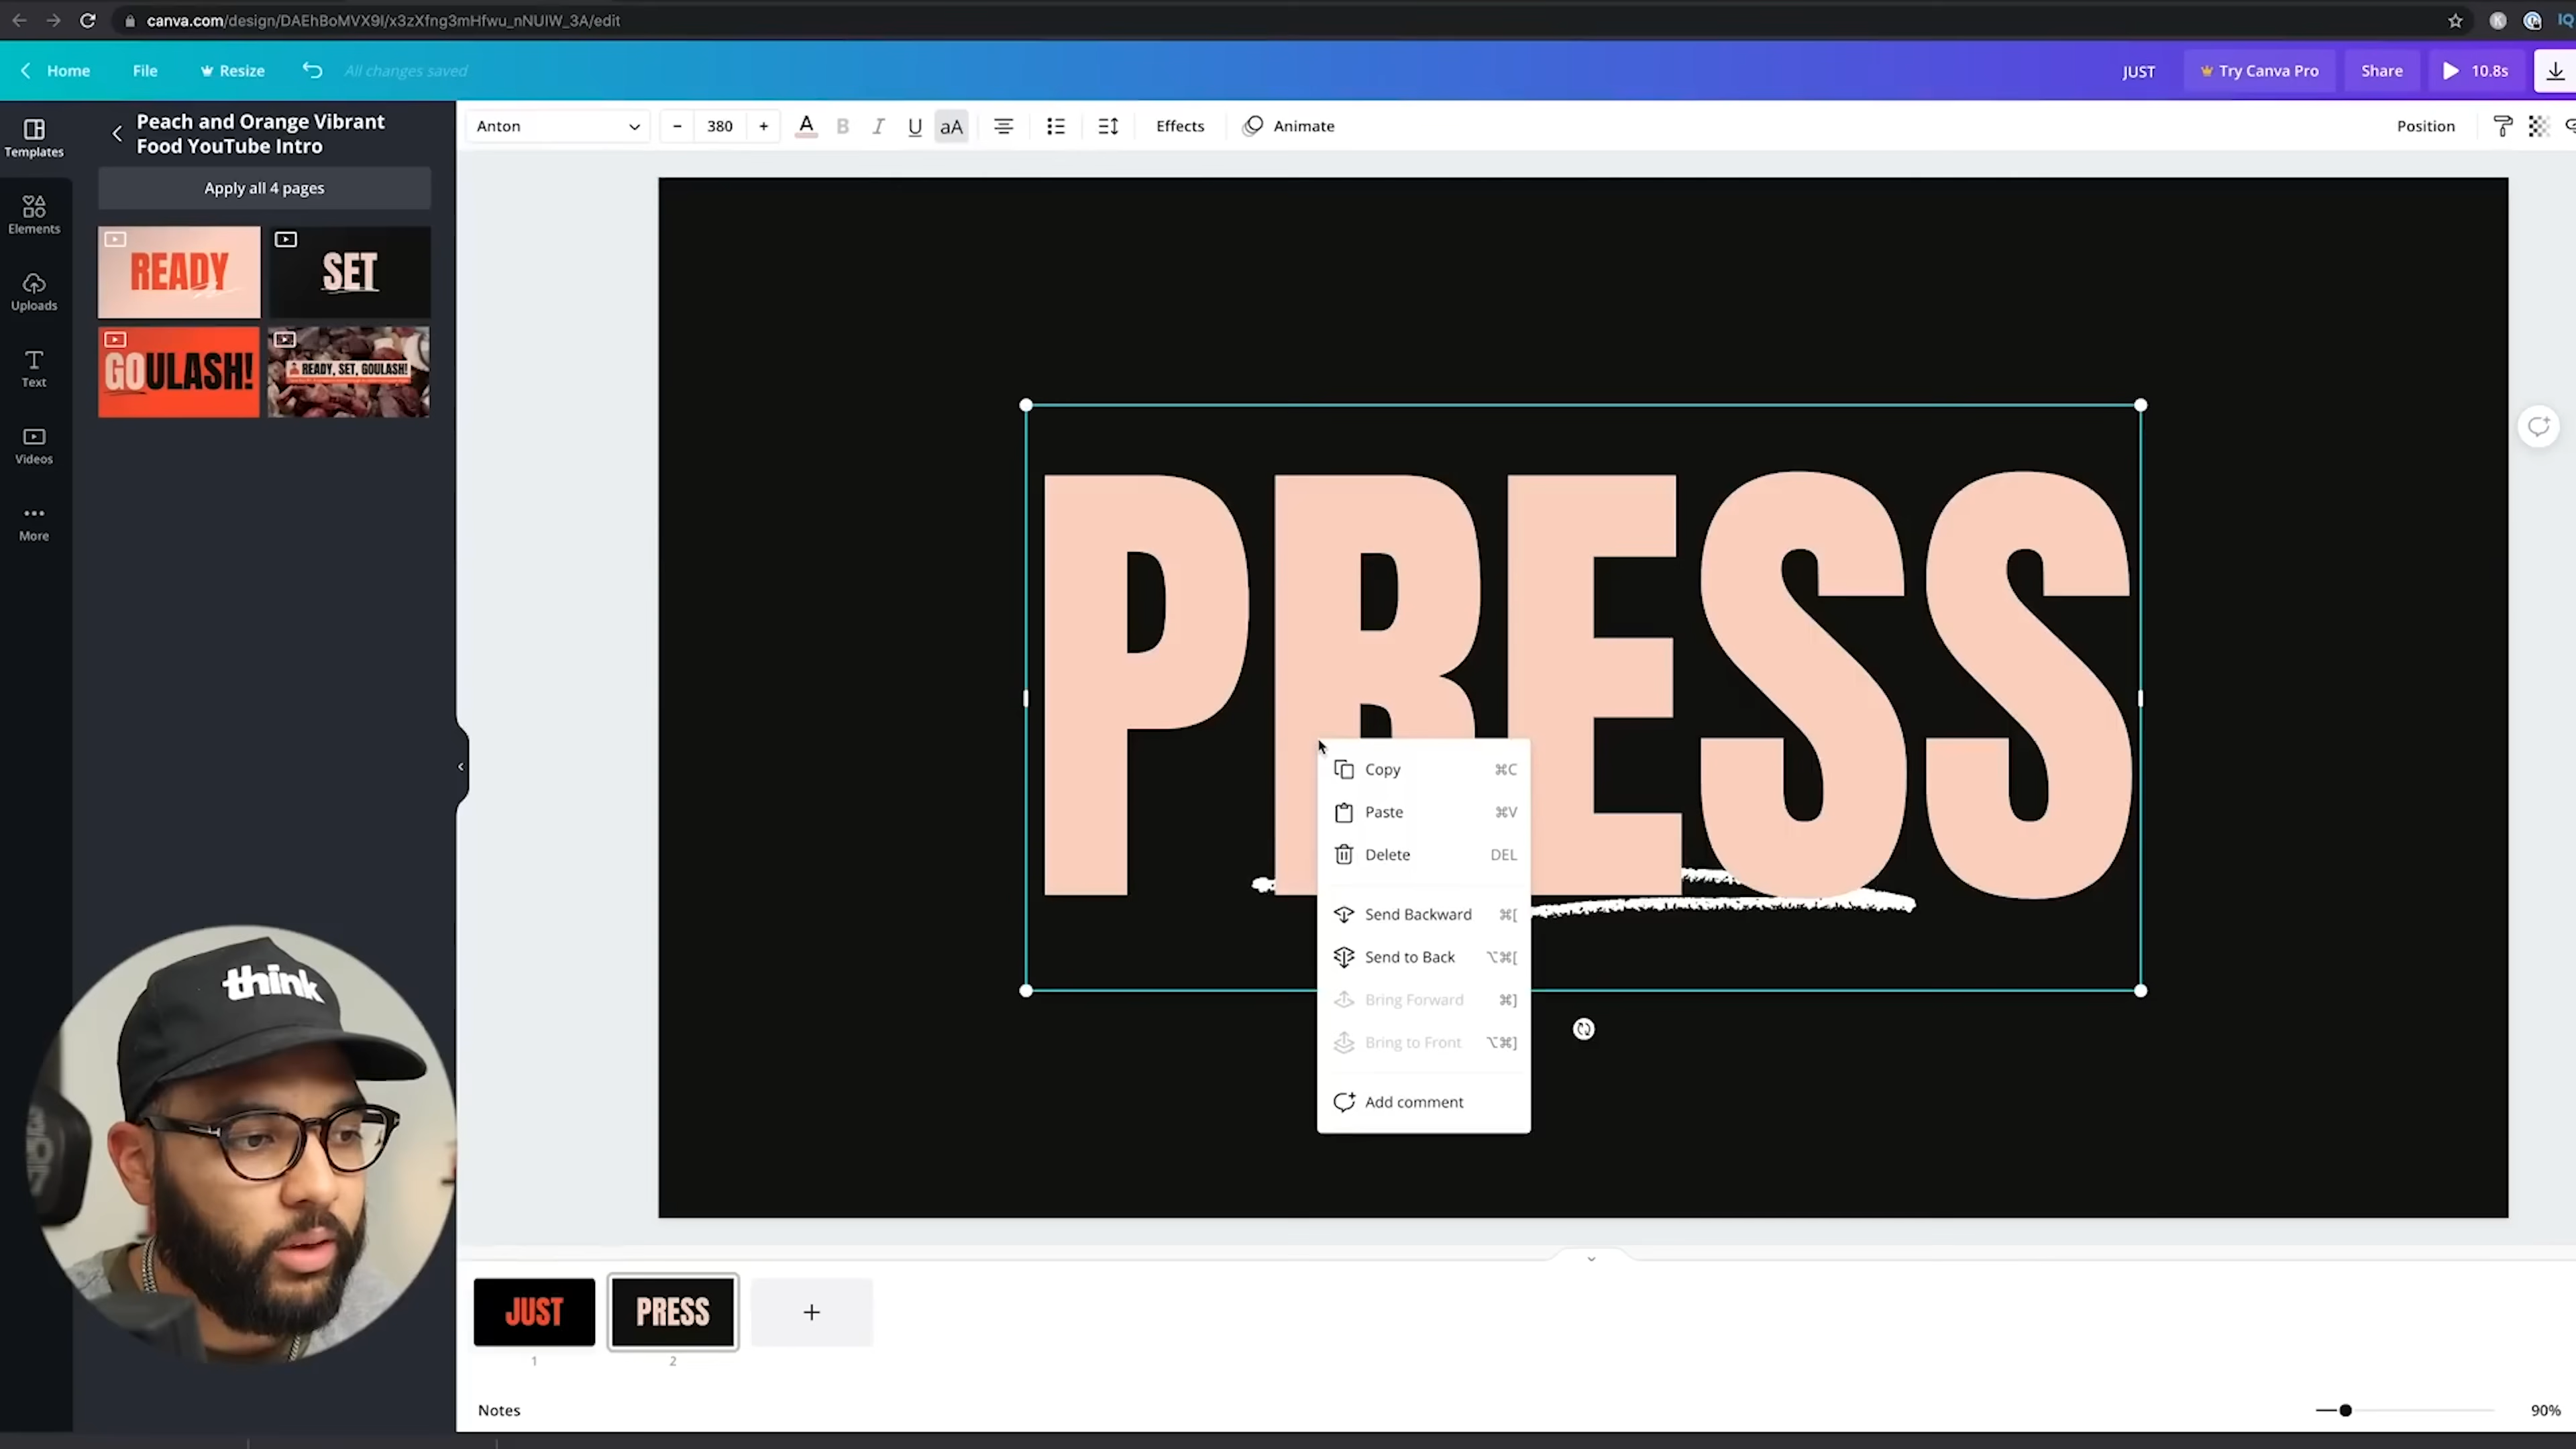 canva.com/design/DAEhBoMVX9I/x3zXfng3mHfwu_nNUIW_3A/edit
Home File Resize All changes saved JUST Try Canva Pro Share 10.8s
Templates
Elements
Uploads
Text
Videos
More
Peach and Orange Vibrant
Food YouTube Intro
Apply all 4 pages
READY
SET
GOULASH!
READY, SET, GOULASH!
Anton - 380 + A B I U aA Effects Animate Position
PRESS
Copy ⌘C
Paste ⌘V
Delete DEL
Send Backward ⌘[
Send to Back ⌥⌘[
Bring Forward ⌘]
Bring to Front ⌥⌘]
Add comment
think
JUST
PRESS
+
1
2
Notes
90%